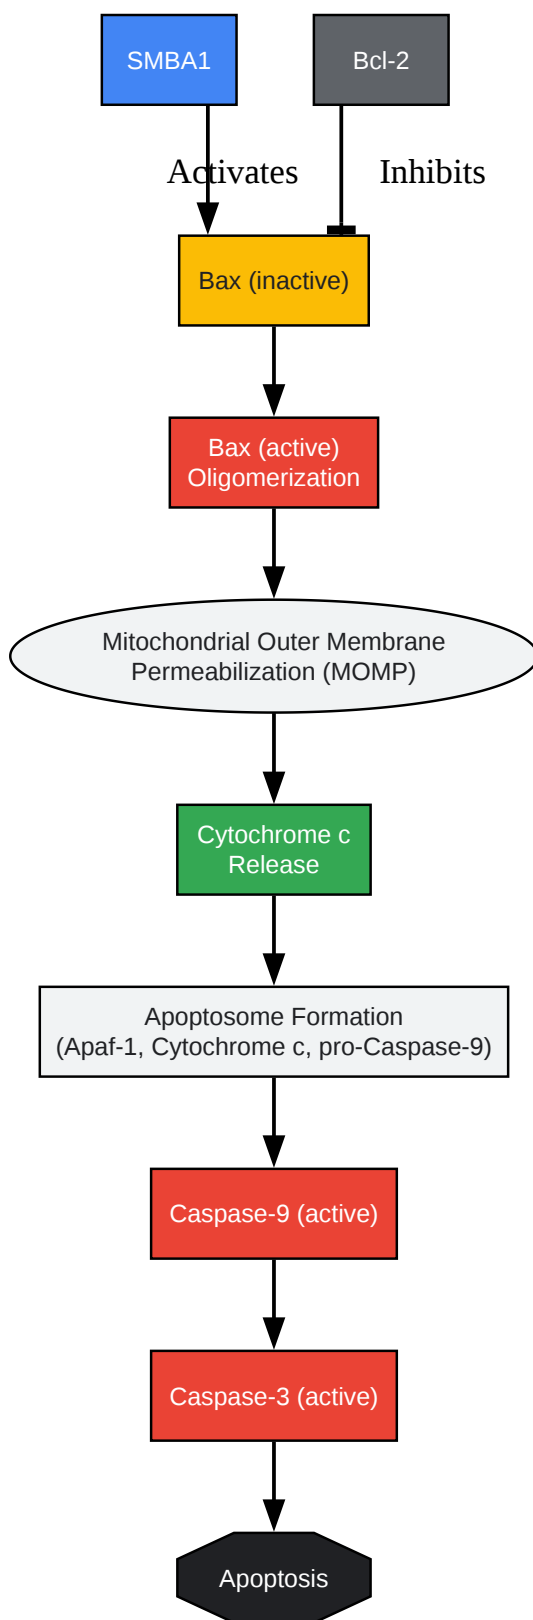 SMBA1
Bcl-2
Activates
Inhibits
Bax (inactive)
Bax (active)
Oligomerization
Mitochondrial Outer Membrane
Permeabilization (MOMP)
Cytochrome c
Release
Apoptosome Formation
(Apaf-1, Cytochrome c, pro-Caspase-9)
Caspase-9 (active)
Caspase-3 (active)
Apoptosis